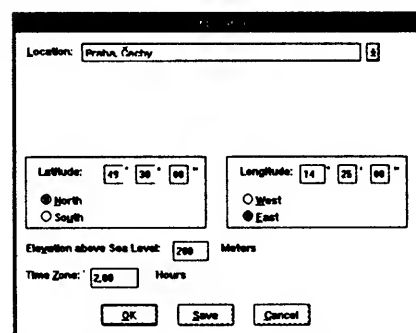 Location: Praha, Čechy
Latitude: 49 ° 30 ' 00 " Longitude: 14 ° 25 ' 00 "
North West
South East
Elevation above Sea Level: 200 Meters
Time Zone: 2,00 Hours
OK Save Cancel